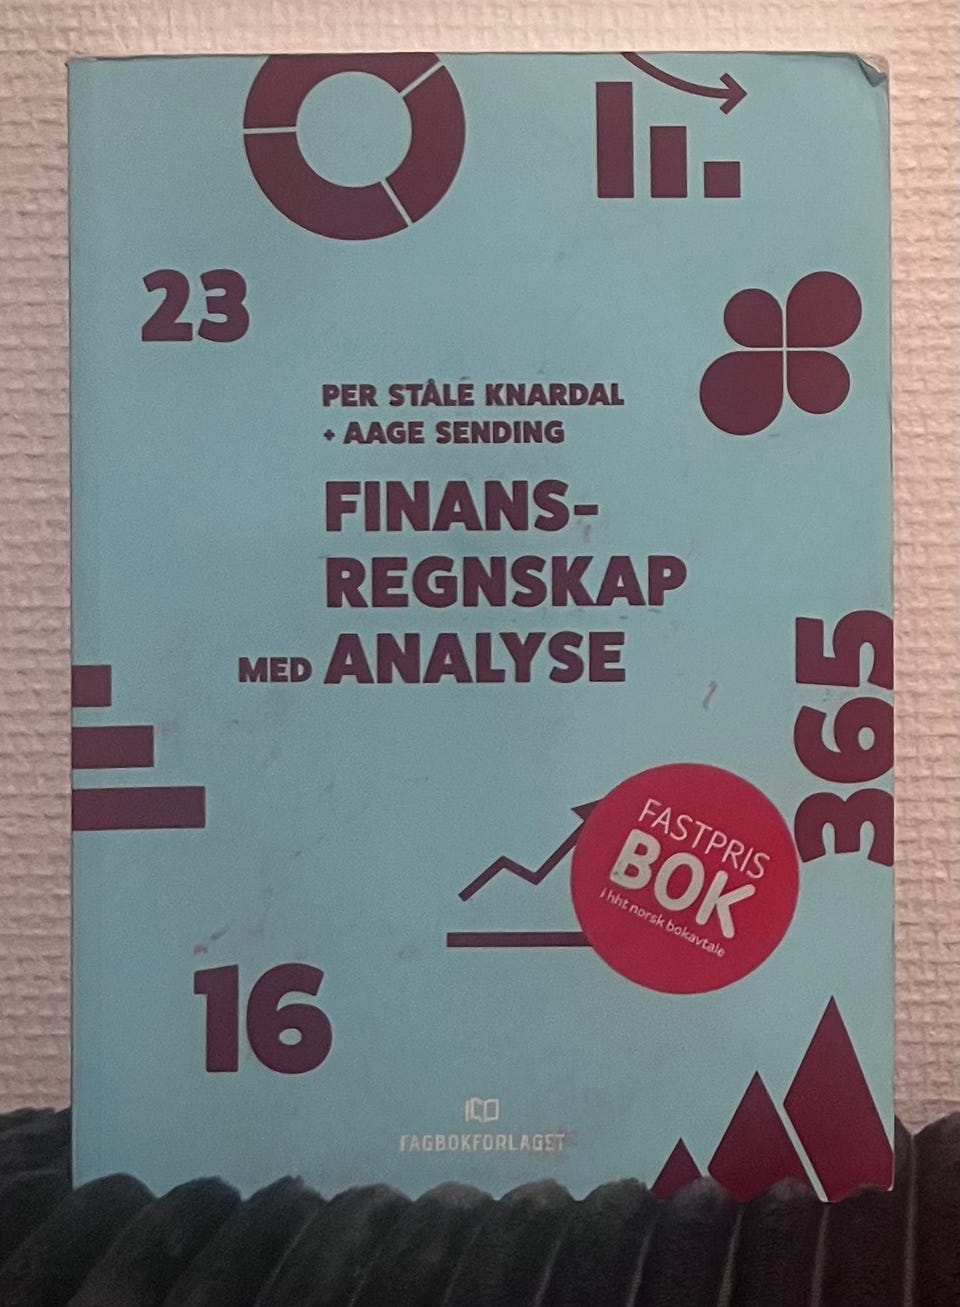 23
PER STÅLE KNARDAL
+ AAGE SENDING
FINANS-
REGNSKAP
MED ANALYSE
365
FASTPRIS
BOK
i hht norsk bokavtale
16
FAGBOKFORLAGET